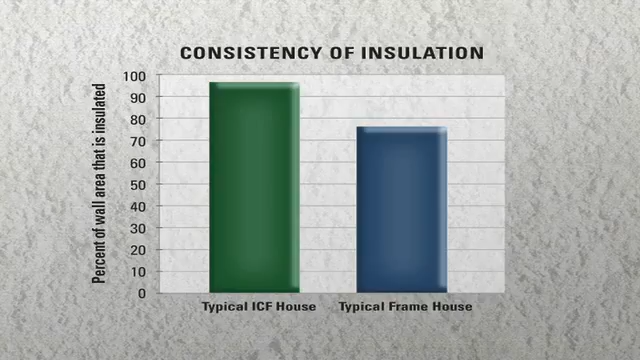 CONSISTENCY OF INSULATION
Percent of wall area that is insulated
100
90
80
70
60
50
40
30
20
10
0
Typical ICF House
Typical Frame House